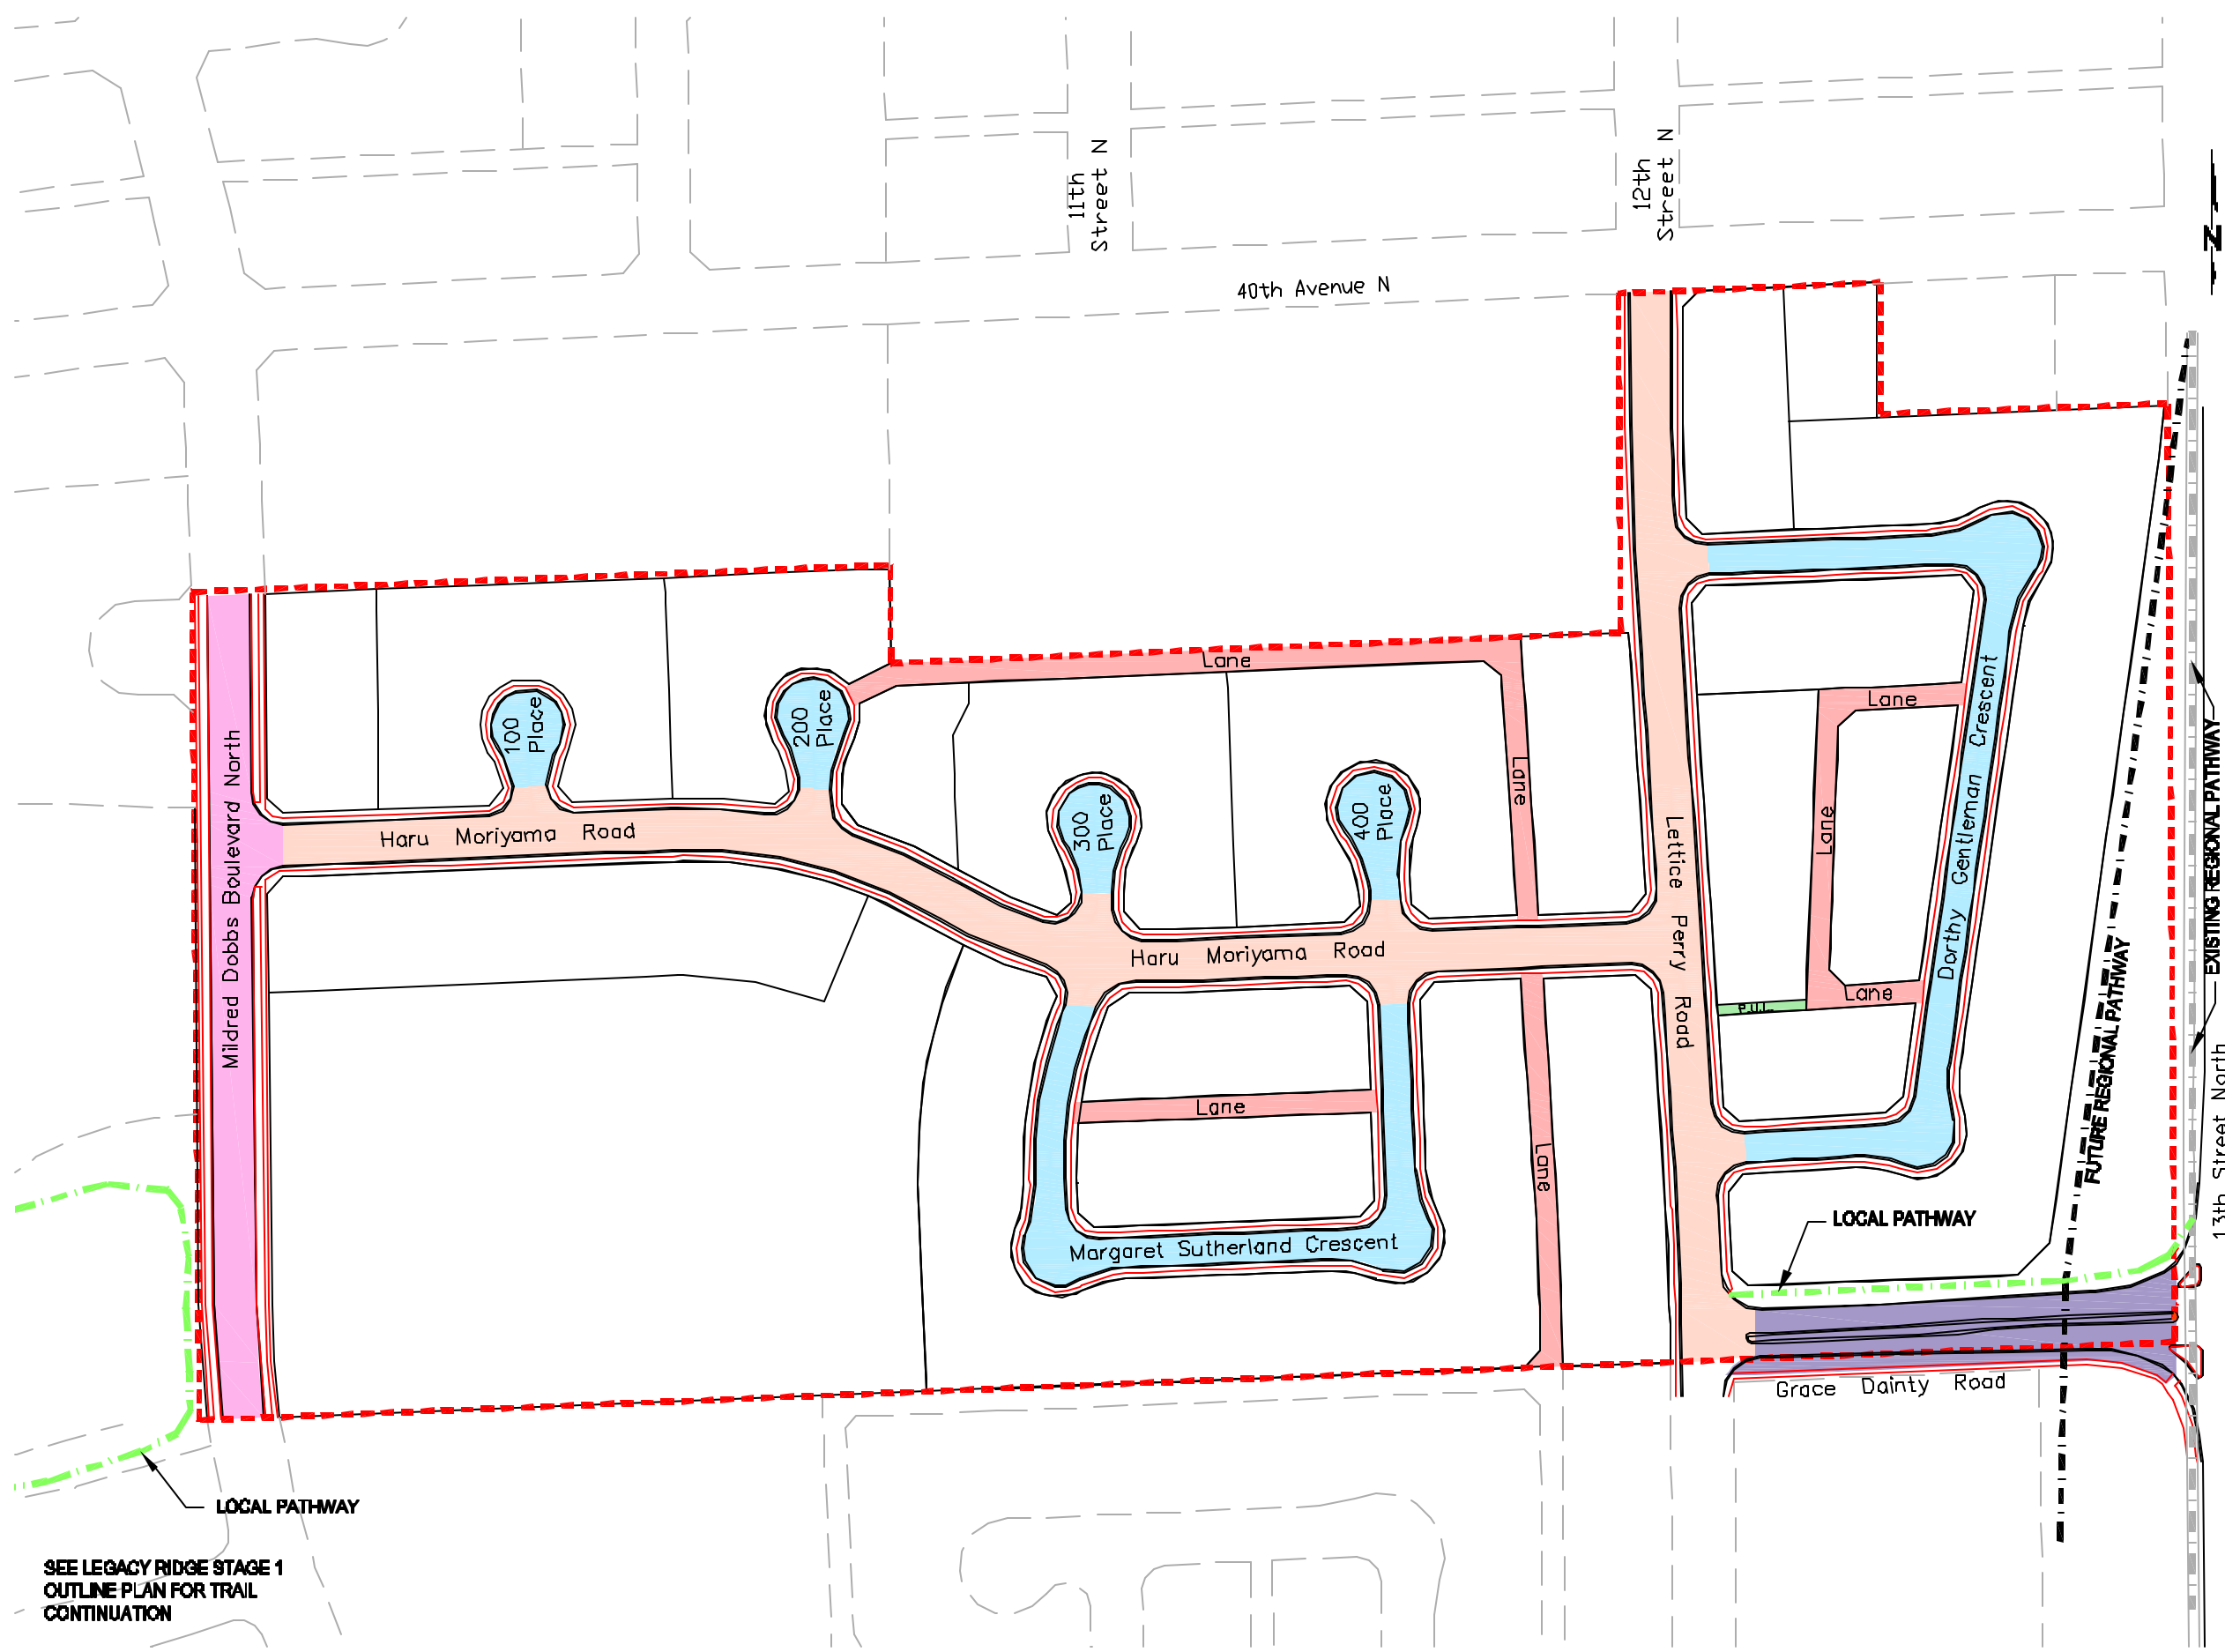 11th
Street N
12th
Street N
N
40th Avenue N
Lane
100
Place
200
Place
Lane
Lane
Dorthy Gentleman Crescent
EXISTING REGIONAL PATHWAY
Mildred Dobbs Boulevard North
Haru Moriyama Road
300
Place
400
Place
Lane
Lettice Perry Road
Haru Moriyama Road
Lane
P.U.L.
FUTURE REGIONAL PATHWAY
13th Street North
Lane
Lane
LOCAL PATHWAY
Margaret Sutherland Crescent
Grace Dainty Road
LOCAL PATHWAY
SEE LEGACY RIDGE STAGE 1
OUTLINE PLAN FOR TRAIL
CONTINUATION